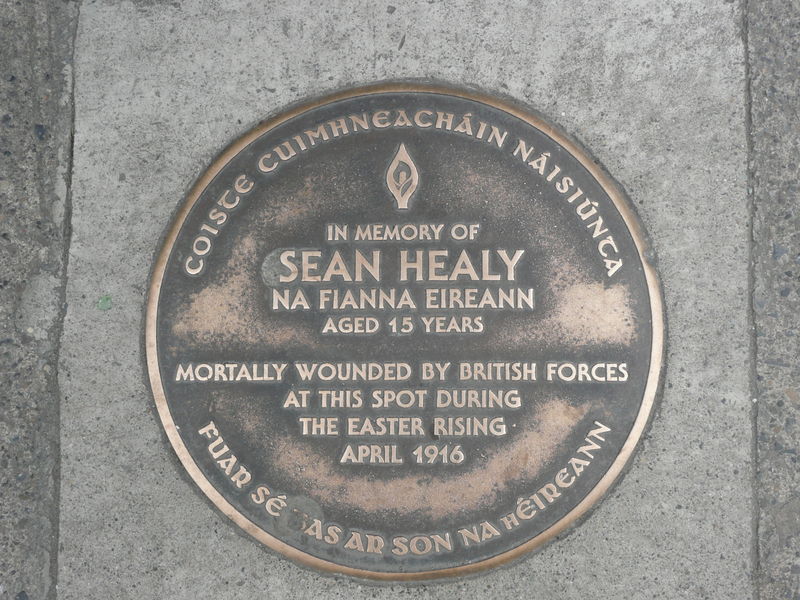 COISTE CUIMHNEACHÁIN NÁISIÚNTA
IN MEMORY OF
SEAN HEALY
NA FIANNA EIREANN
AGED 15 YEARS
MORTALLY WOUNDED BY BRITISH FORCES
AT THIS SPOT DURING
THE EASTER RISING
APRIL 1916
FUAR SÉ BAS AR SON NA hÉIREANN